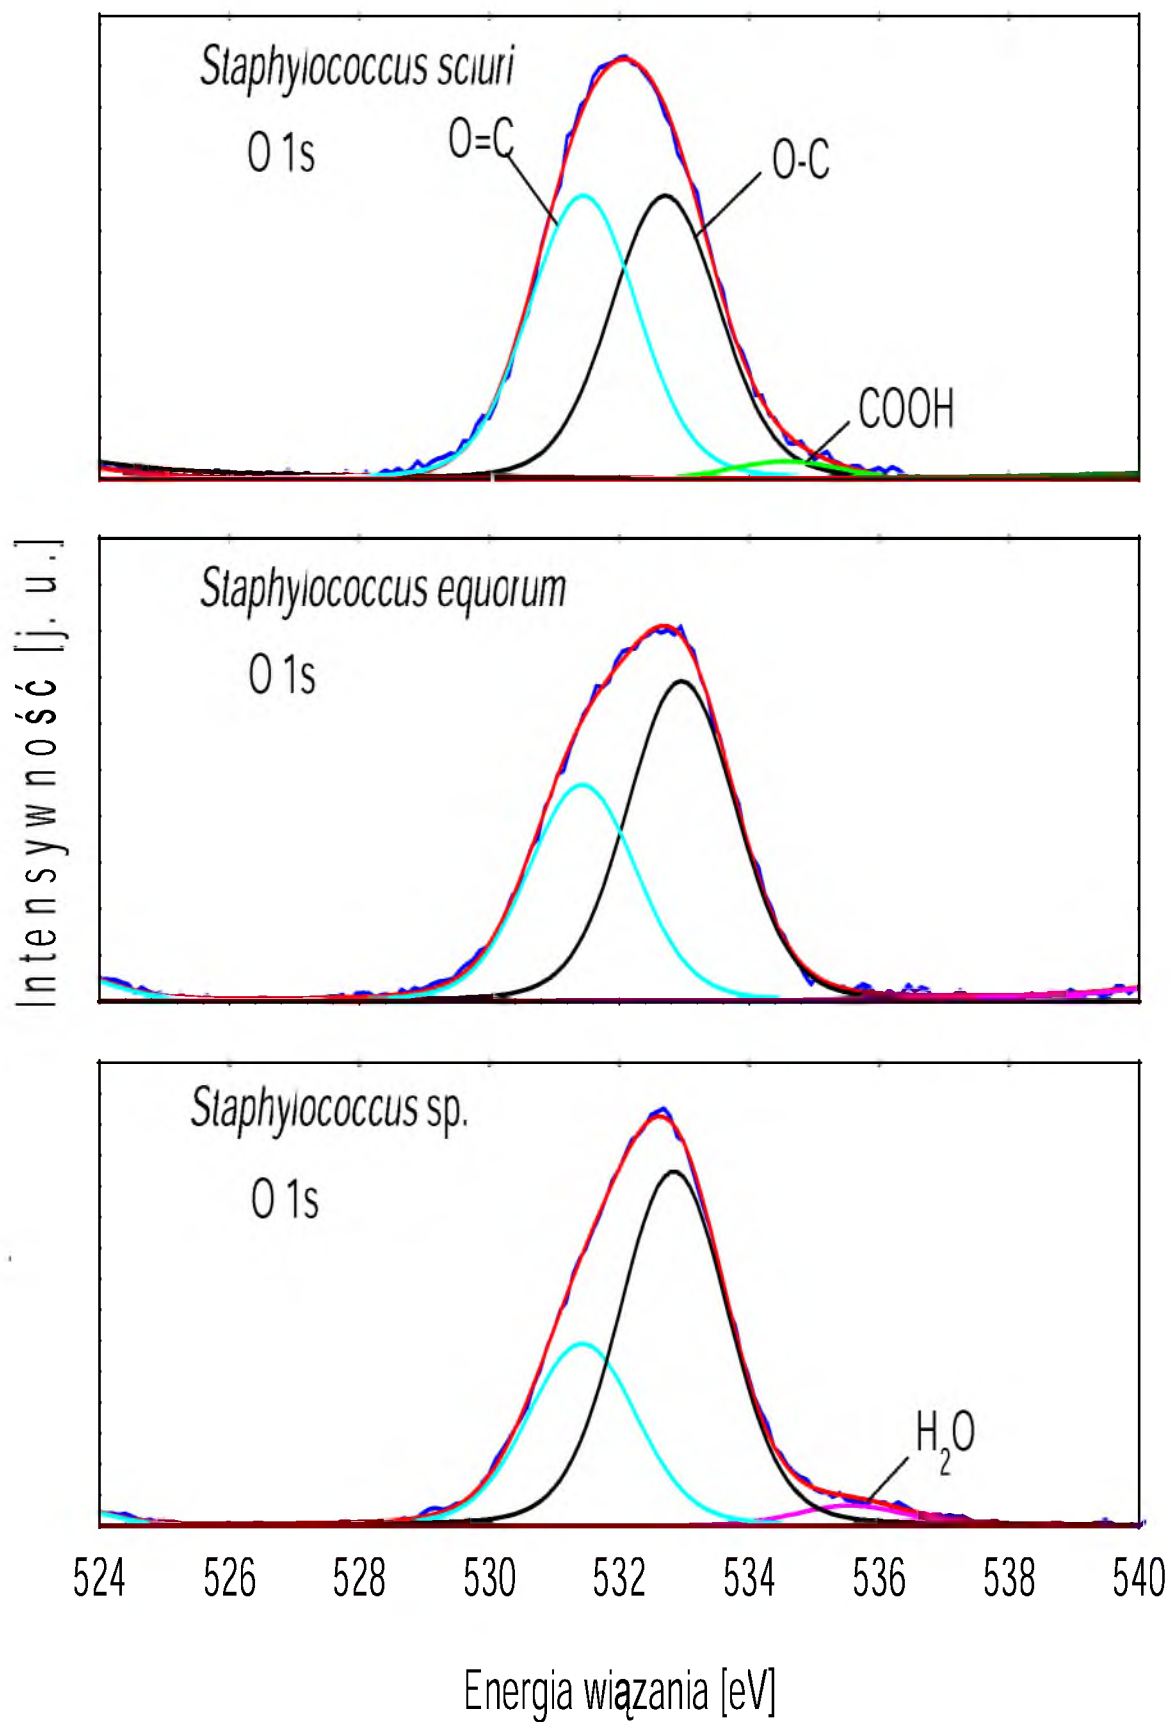 Staphylococcus sciuri
O 1s
O=C
O-C
COOH
Intensywność [j. u.]
Staphylococcus equorum
O 1s
Staphylococcus sp.
O 1s
H₂O
524 526 528 530 532 534 536 538 540
Energia wiązania [eV]